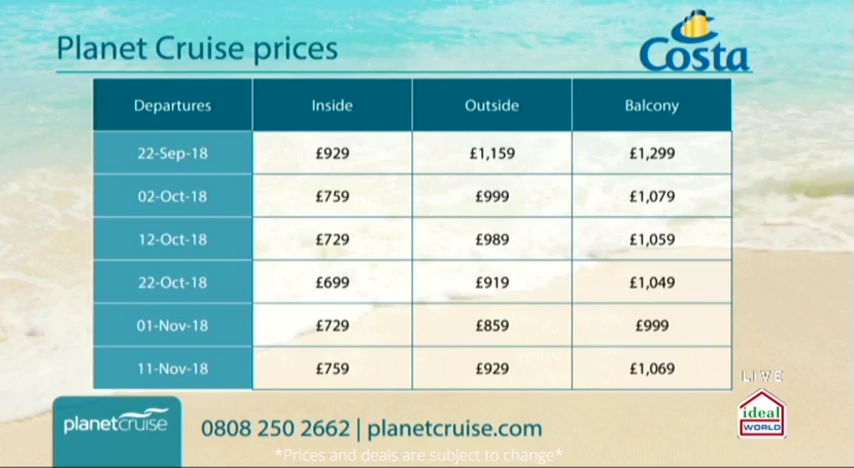 Planet Cruise prices
Costa
Departures Inside Outside Balcony
22-Sep-18 £929 £1,159 £1,299
02-Oct-18 £759 £999 £1,079
12-Oct-18 £729 £989 £1,059
22-Oct-18 £699 £919 £1,049
01-Nov-18 £729 £859 £999
11-Nov-18 £759 £929 £1,069
LIVE
ideal
WORLD
planetcruise
0808 250 2662 | planetcruise.com
*Prices and deals are subject to change*